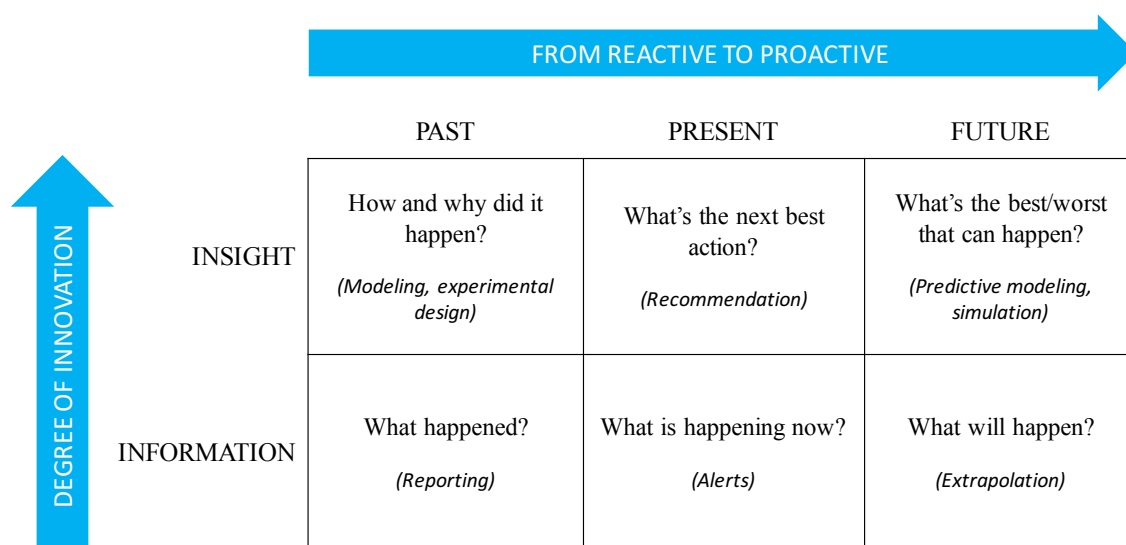 FROM REACTIVE TO PROACTIVE
PAST
PRESENT
FUTURE
DEGREE OF INNOVATION
INSIGHT
How and why did it
happen?
(Modeling, experimental
design)
What’s the next best
action?
(Recommendation)
What’s the best/worst
that can happen?
(Predictive modeling,
simulation)
INFORMATION
What happened?
(Reporting)
What is happening now?
(Alerts)
What will happen?
(Extrapolation)